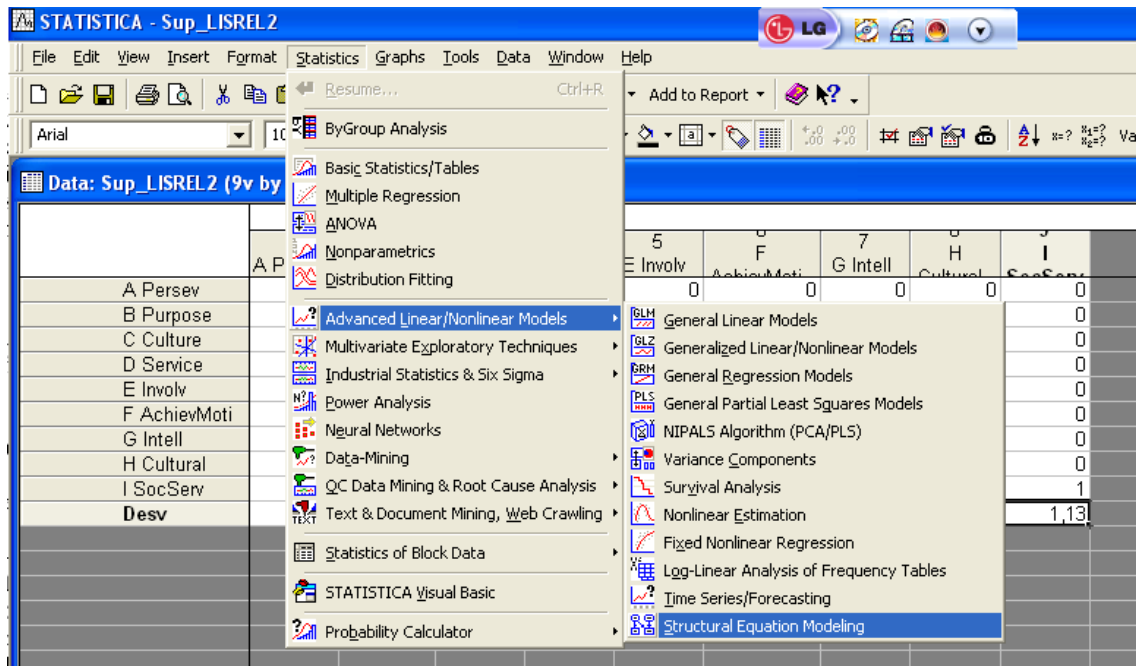 STATISTICA - Sup_LISREL2
LG
File Edit View Insert Format Statistics Graphs Tools Data Window Help
Resume... Ctrl+R
Add to Report
Arial 10
ByGroup Analysis
Basic Statistics/Tables
Multiple Regression
ANOVA
Nonparametrics
Distribution Fitting
Advanced Linear/Nonlinear Models
Multivariate Exploratory Techniques
Industrial Statistics & Six Sigma
Power Analysis
Neural Networks
Data-Mining
QC Data Mining & Root Cause Analysis
Text & Document Mining, Web Crawling
Statistics of Block Data
STATISTICA Visual Basic
Probability Calculator
General Linear Models
Generalized Linear/Nonlinear Models
General Regression Models
General Partial Least Squares Models
NIPALS Algorithm (PCA/PLS)
Variance Components
Survival Analysis
Nonlinear Estimation
Fixed Nonlinear Regression
Log-Linear Analysis of Frequency Tables
Time Series/Forecasting
Structural Equation Modeling
Data: Sup_LISREL2 (9v by
A P
5 7
E Involv F G Intell H I
A Persev 0 0 0 0 0
B Purpose 0
C Culture 0
D Service 0
E Involv 0
F AchievMoti 0
G Intell 0
H Cultural 0
I SocServ 1
Desv 1,13